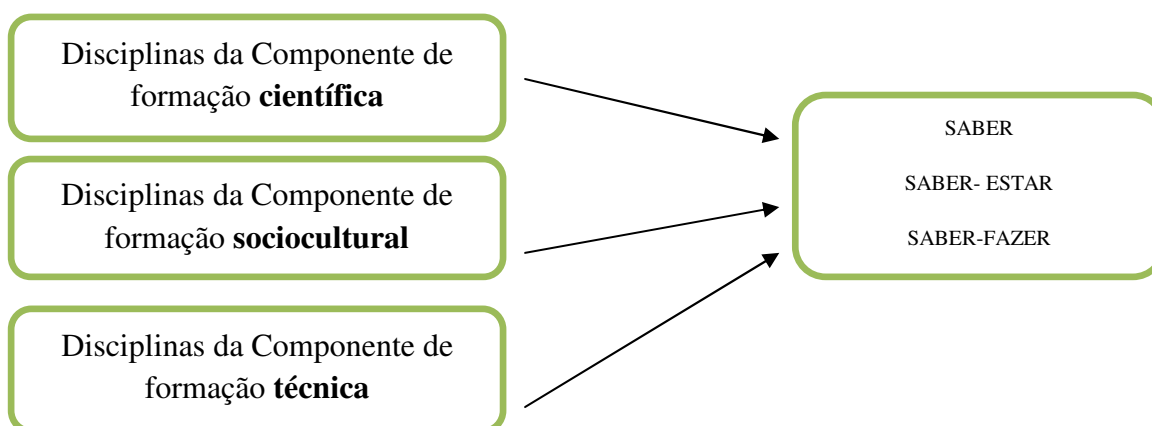 Disciplinas da Componente de
formação científica
Disciplinas da Componente de
formação sociocultural
Disciplinas da Componente de
formação técnica
SABER
SABER- ESTAR
SABER-FAZER